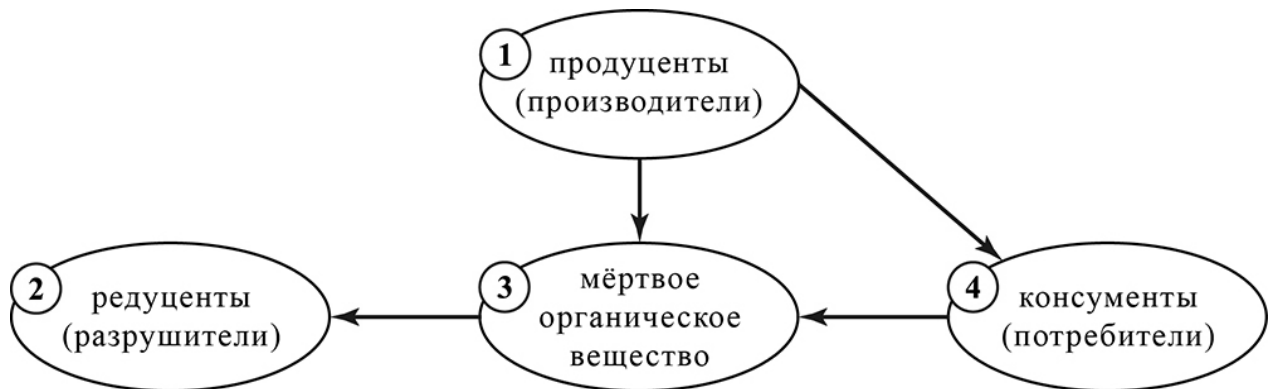 1
продуценты
(производители)
2
редуценты
(разрушители)
3
мёртвое
органическое
вещество
4
консументы
(потребители)